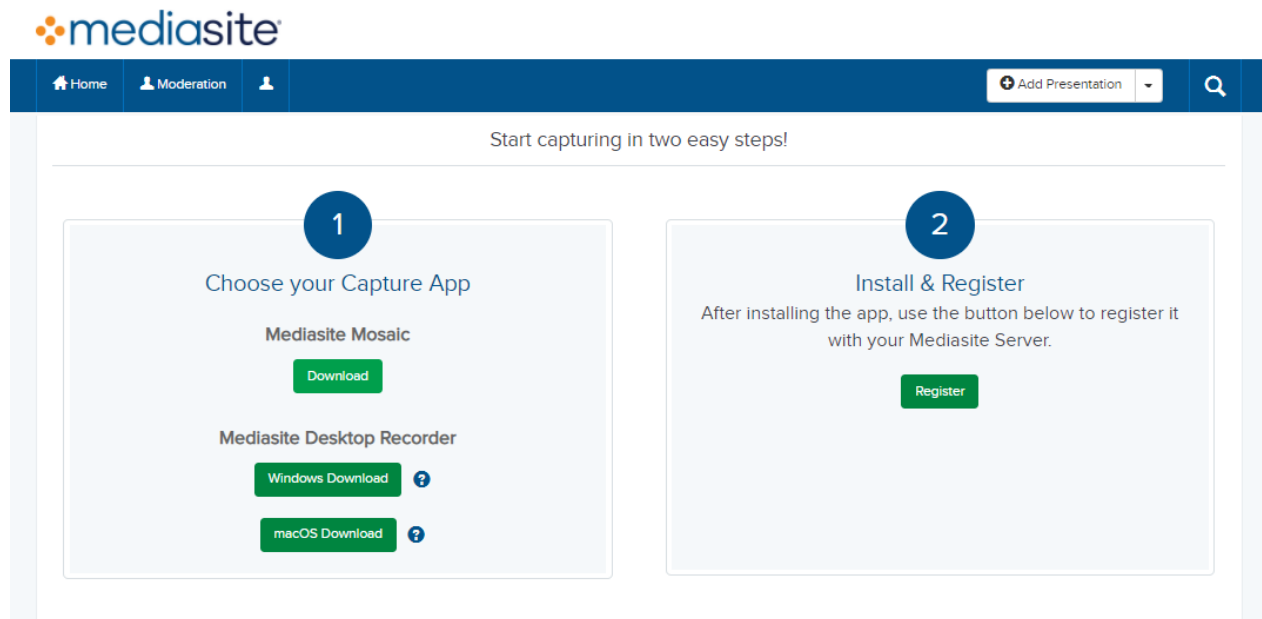 mediasite
Home
Moderation
Add Presentation
Start capturing in two easy steps!
1
Choose your Capture App
Mediasite Mosaic
Download
Mediasite Desktop Recorder
Windows Download ?
macOS Download ?
2
Install & Register
After installing the app, use the button below to register it
with your Mediasite Server.
Register